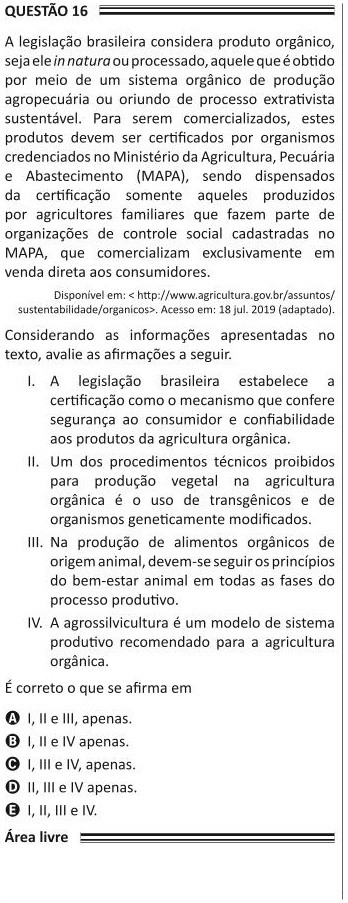 QUESTÃO 16
A legislação brasileira considera produto orgânico,
seja ele in natura ou processado, aquele que é obtido
por meio de um sistema orgânico de produção
agropecuária ou oriundo de processo extrativista
sustentável. Para serem comercializados, estes
produtos devem ser certificados por organismos
credenciados no Ministério da Agricultura, Pecuária
e Abastecimento (MAPA), sendo dispensados
da certificação somente aqueles produzidos
por agricultores familiares que fazem parte de
organizações de controle social cadastradas no
MAPA, que comercializam exclusivamente em
venda direta aos consumidores.
Disponível em: < http://www.agricultura.gov.br/assuntos/
sustentabilidade/organicos>. Acesso em: 18 jul. 2019 (adaptado).
Considerando as informações apresentadas no
texto, avalie as afirmações a seguir.
I. A legislação brasileira estabelece a
certificação como o mecanismo que confere
segurança ao consumidor e confiabilidade
aos produtos da agricultura orgânica.
II. Um dos procedimentos técnicos proibidos
para produção vegetal na agricultura
orgânica é o uso de transgênicos e de
organismos geneticamente modificados.
III. Na produção de alimentos orgânicos de
origem animal, devem-se seguir os princípios
do bem-estar animal em todas as fases do
processo produtivo.
IV. A agrossilvicultura é um modelo de sistema
produtivo recomendado para a agricultura
orgânica.
É correto o que se afirma em
A I, II e III, apenas.
B I, II e IV apenas.
C I, III e IV, apenas.
D II, III e IV apenas.
E I, II, III e IV.
Área livre